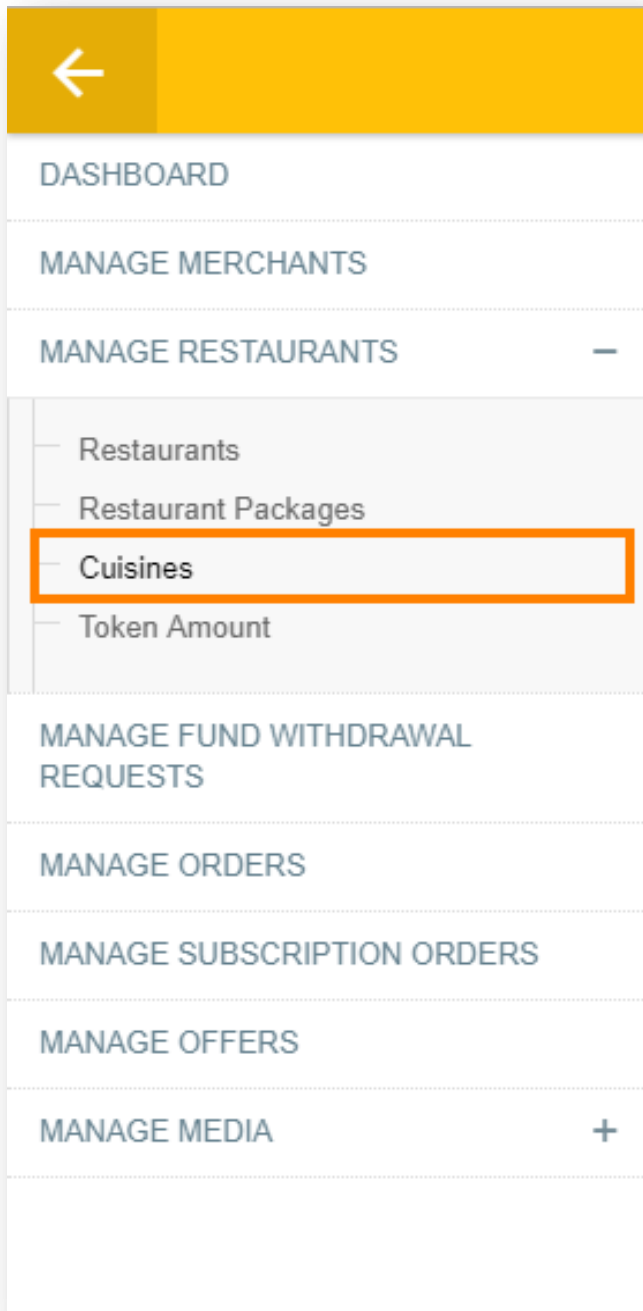 DASHBOARD
MANAGE MERCHANTS
MANAGE RESTAURANTS
Restaurants
Restaurant Packages
Cuisines
Token Amount
MANAGE FUND WITHDRAWAL
REQUESTS
MANAGE ORDERS
MANAGE SUBSCRIPTION ORDERS
MANAGE OFFERS
MANAGE MEDIA